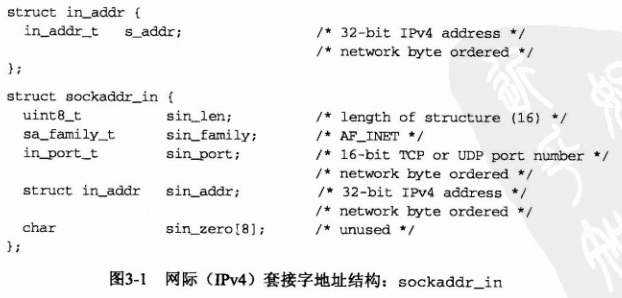 struct in_addr {
  in_addr_t   s_addr;                /* 32-bit IPv4 address */
                                     /* network byte ordered */
};
struct sockaddr_in {
  uint8_t         sin_len;           /* length of structure (16) */
  sa_family_t     sin_family;        /* AF_INET */
  in_port_t       sin_port;          /* 16-bit TCP or UDP port number */
                                     /* network byte ordered */
  struct in_addr  sin_addr;          /* 32-bit IPv4 address */
                                     /* network byte ordered */
  char            sin_zero[8];       /* unused */
};
图3-1 网际（IPv4）套接字地址结构：sockaddr_in